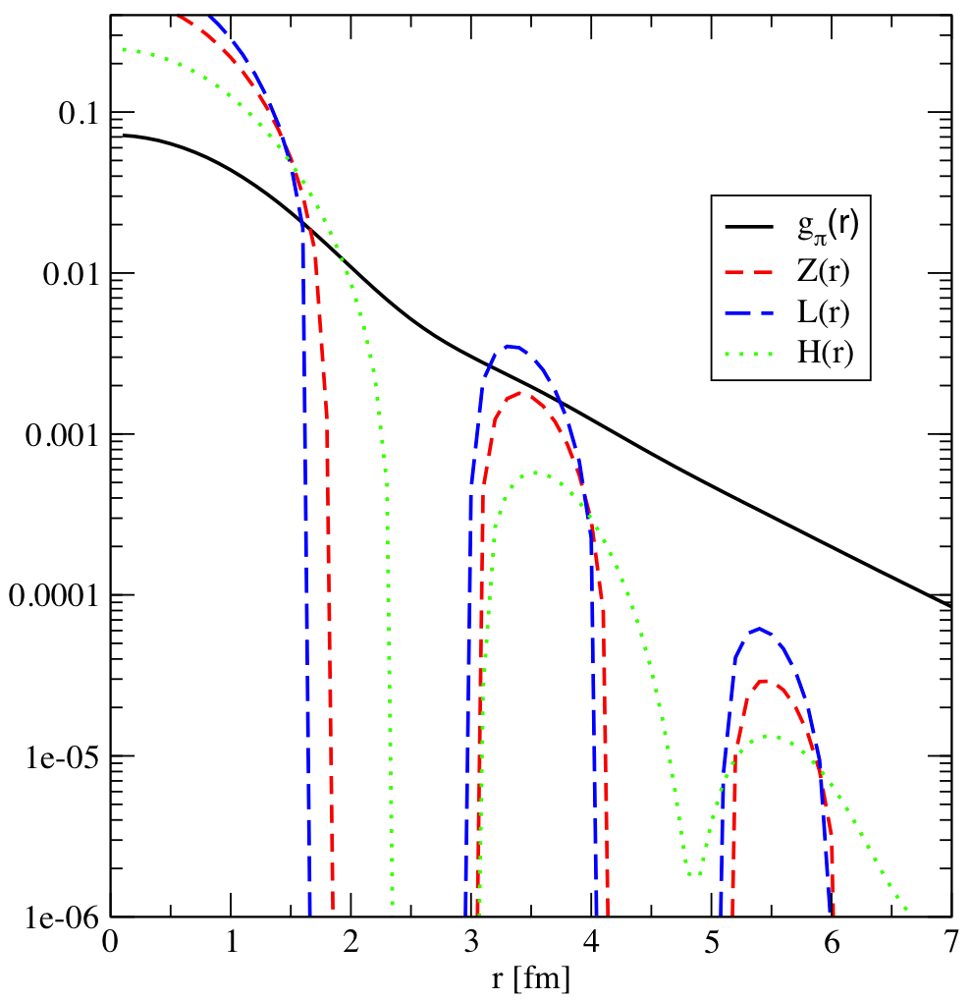 0.1
0.01
0.001
0.0001
1e-05
1e-06
0 1 2 3 4 5 6 7
r [fm]
gπ(r)
Z(r)
L(r)
H(r)